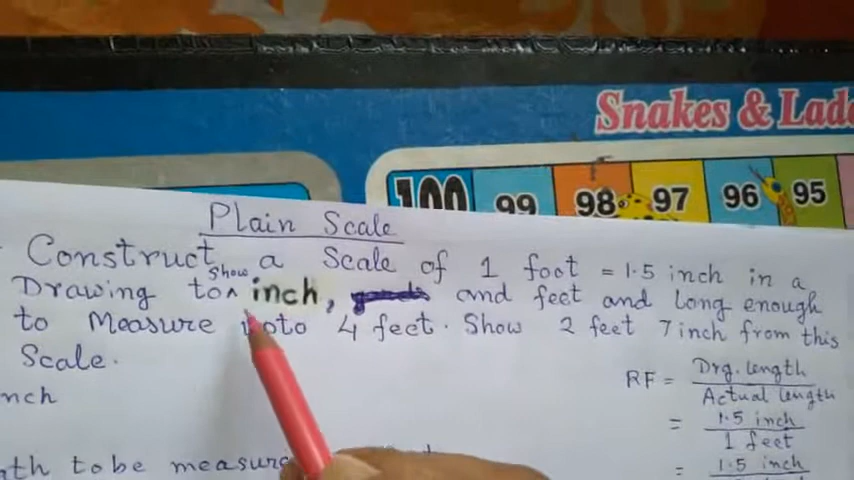 Snakes & Lad
100 99 98 97 96 95
Plain Scale
Construct a Scale of 1 foot = 1.5 inch in a
Drawing to ^ show inch, and feet and long enough
to Measure upto 4 feet. Show 2 feet 7 inch from this
Scale.
nch
RF = Drg. length
Actual length
= 1.5 inch
1 feet
th to be measur
= 1.5 inch